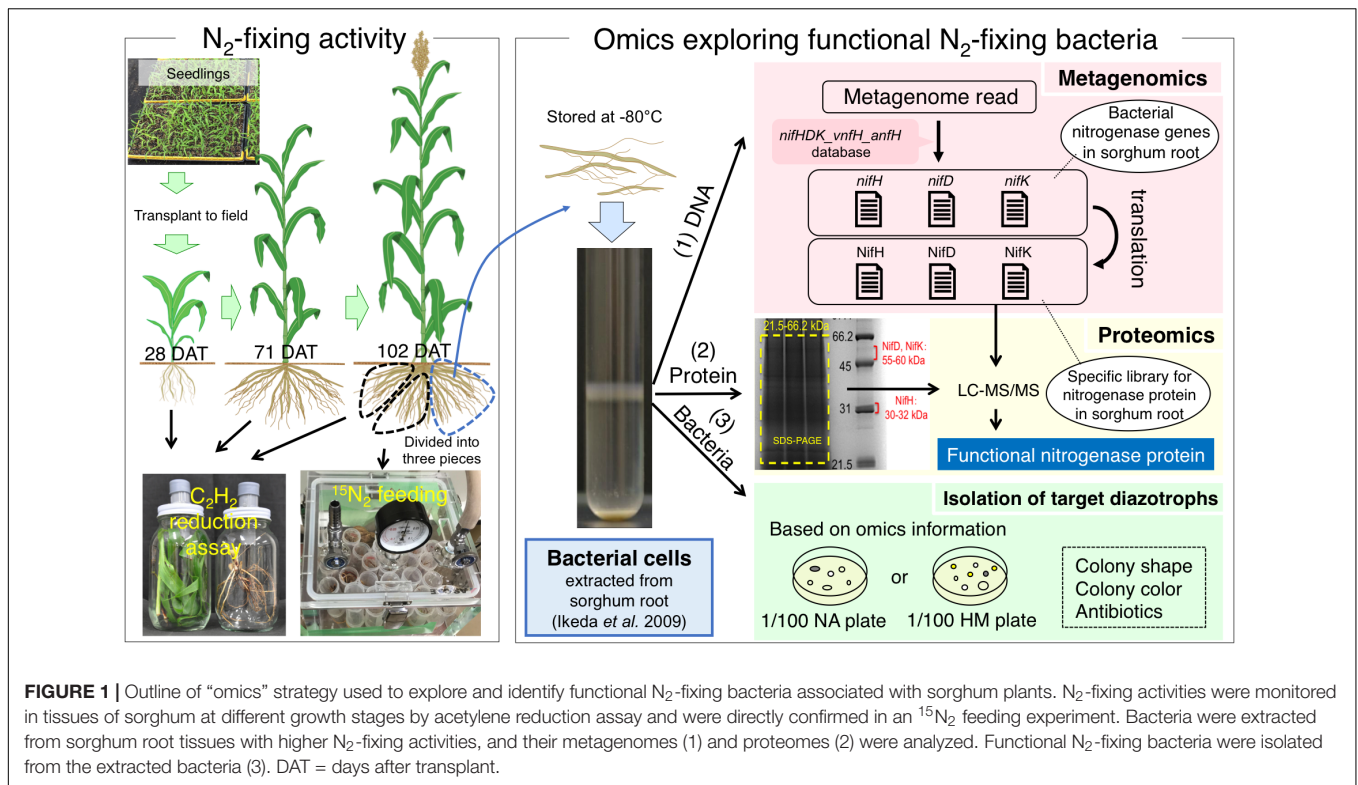 N2-fixing activity
Seedlings
Transplant to field
28 DAT
71 DAT
102 DAT
Divided into
three pieces
C2H2
reduction
assay
15N2 feeding
Omics exploring functional N2-fixing bacteria
Stored at -80°C
Bacterial cells
extracted from
sorghum root
(Ikeda et al. 2009)
(1) DNA
(2)
Protein
(3)
Bacteria
Metagenomics
Metagenome read
nifHDK_vnfH_anfH
database
Bacterial
nitrogenase genes
in sorghum root
nifH nifD nifK
NifH NifD NifK
translation
Proteomics
21.5-66.2 kDa
SDS-PAGE
66.2
45
31
21.5
NifD, NifK:
55-60 kDa
NifH:
30-32 kDa
LC-MS/MS
Specific library for
nitrogenase protein
in sorghum root
Functional nitrogenase protein
Isolation of target diazotrophs
Based on omics information
or
1/100 NA plate 1/100 HM plate
Colony shape
Colony color
Antibiotics
FIGURE 1 | Outline of “omics” strategy used to explore and identify functional N2-fixing bacteria associated with sorghum plants. N2-fixing activities were monitored
in tissues of sorghum at different growth stages by acetylene reduction assay and were directly confirmed in an 15N2 feeding experiment. Bacteria were extracted
from sorghum root tissues with higher N2-fixing activities, and their metagenomes (1) and proteomes (2) were analyzed. Functional N2-fixing bacteria were isolated
from the extracted bacteria (3). DAT = days after transplant.